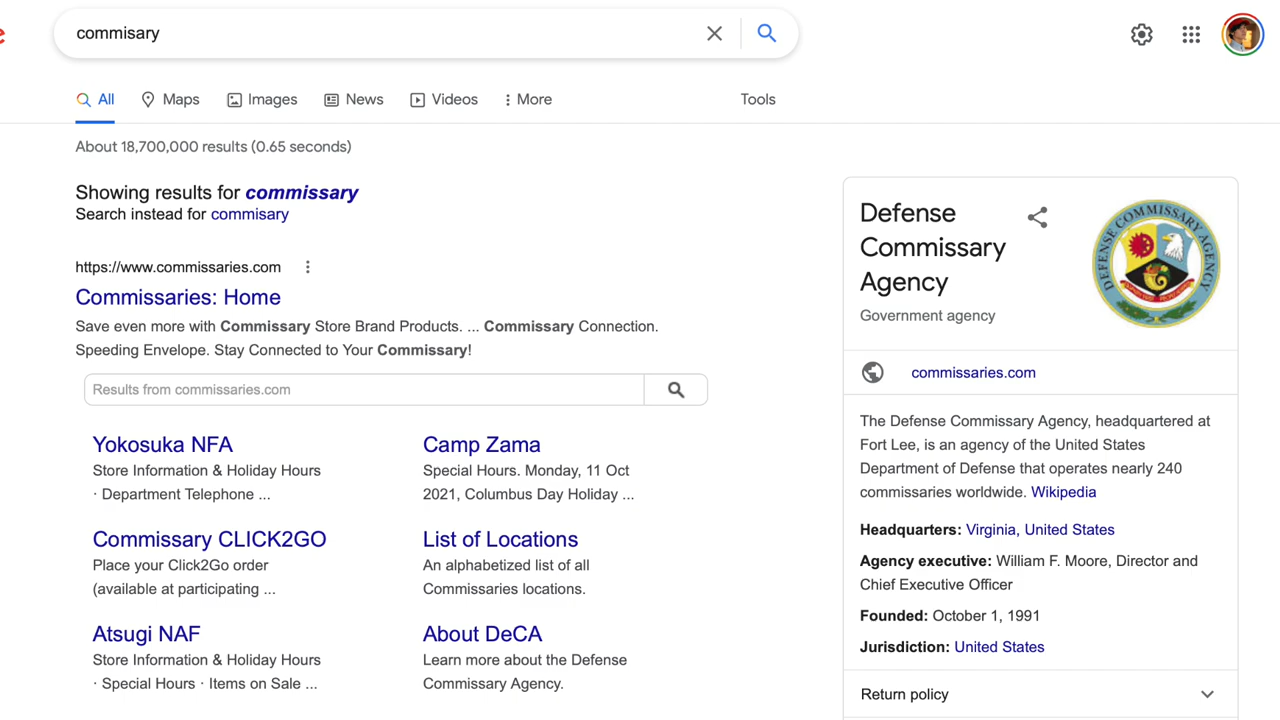 commisary
All
Maps
Images
News
Videos
More
Tools
About 18,700,000 results (0.65 seconds)
Showing results for commissary
Search instead for commisary
https://www.commissaries.com
Commissaries: Home
Save even more with Commissary Store Brand Products. ... Commissary Connection.
Speeding Envelope. Stay Connected to Your Commissary!
Results from commissaries.com
Yokosuka NFA
Store Information & Holiday Hours
· Department Telephone ...
Camp Zama
Special Hours. Monday, 11 Oct
2021, Columbus Day Holiday ...
Commissary CLICK2GO
Place your Click2Go order
(available at participating ...
List of Locations
An alphabetized list of all
Commissaries locations.
Atsugi NAF
Store Information & Holiday Hours
· Special Hours · Items on Sale ...
About DeCA
Learn more about the Defense
Commissary Agency.
Defense
Commissary
Agency
Government agency
DEFENSE COMMISSARY AGENCY
commissaries.com
The Defense Commissary Agency, headquartered at
Fort Lee, is an agency of the United States
Department of Defense that operates nearly 240
commissaries worldwide. Wikipedia
Headquarters: Virginia, United States
Agency executive: William F. Moore, Director and
Chief Executive Officer
Founded: October 1, 1991
Jurisdiction: United States
Return policy